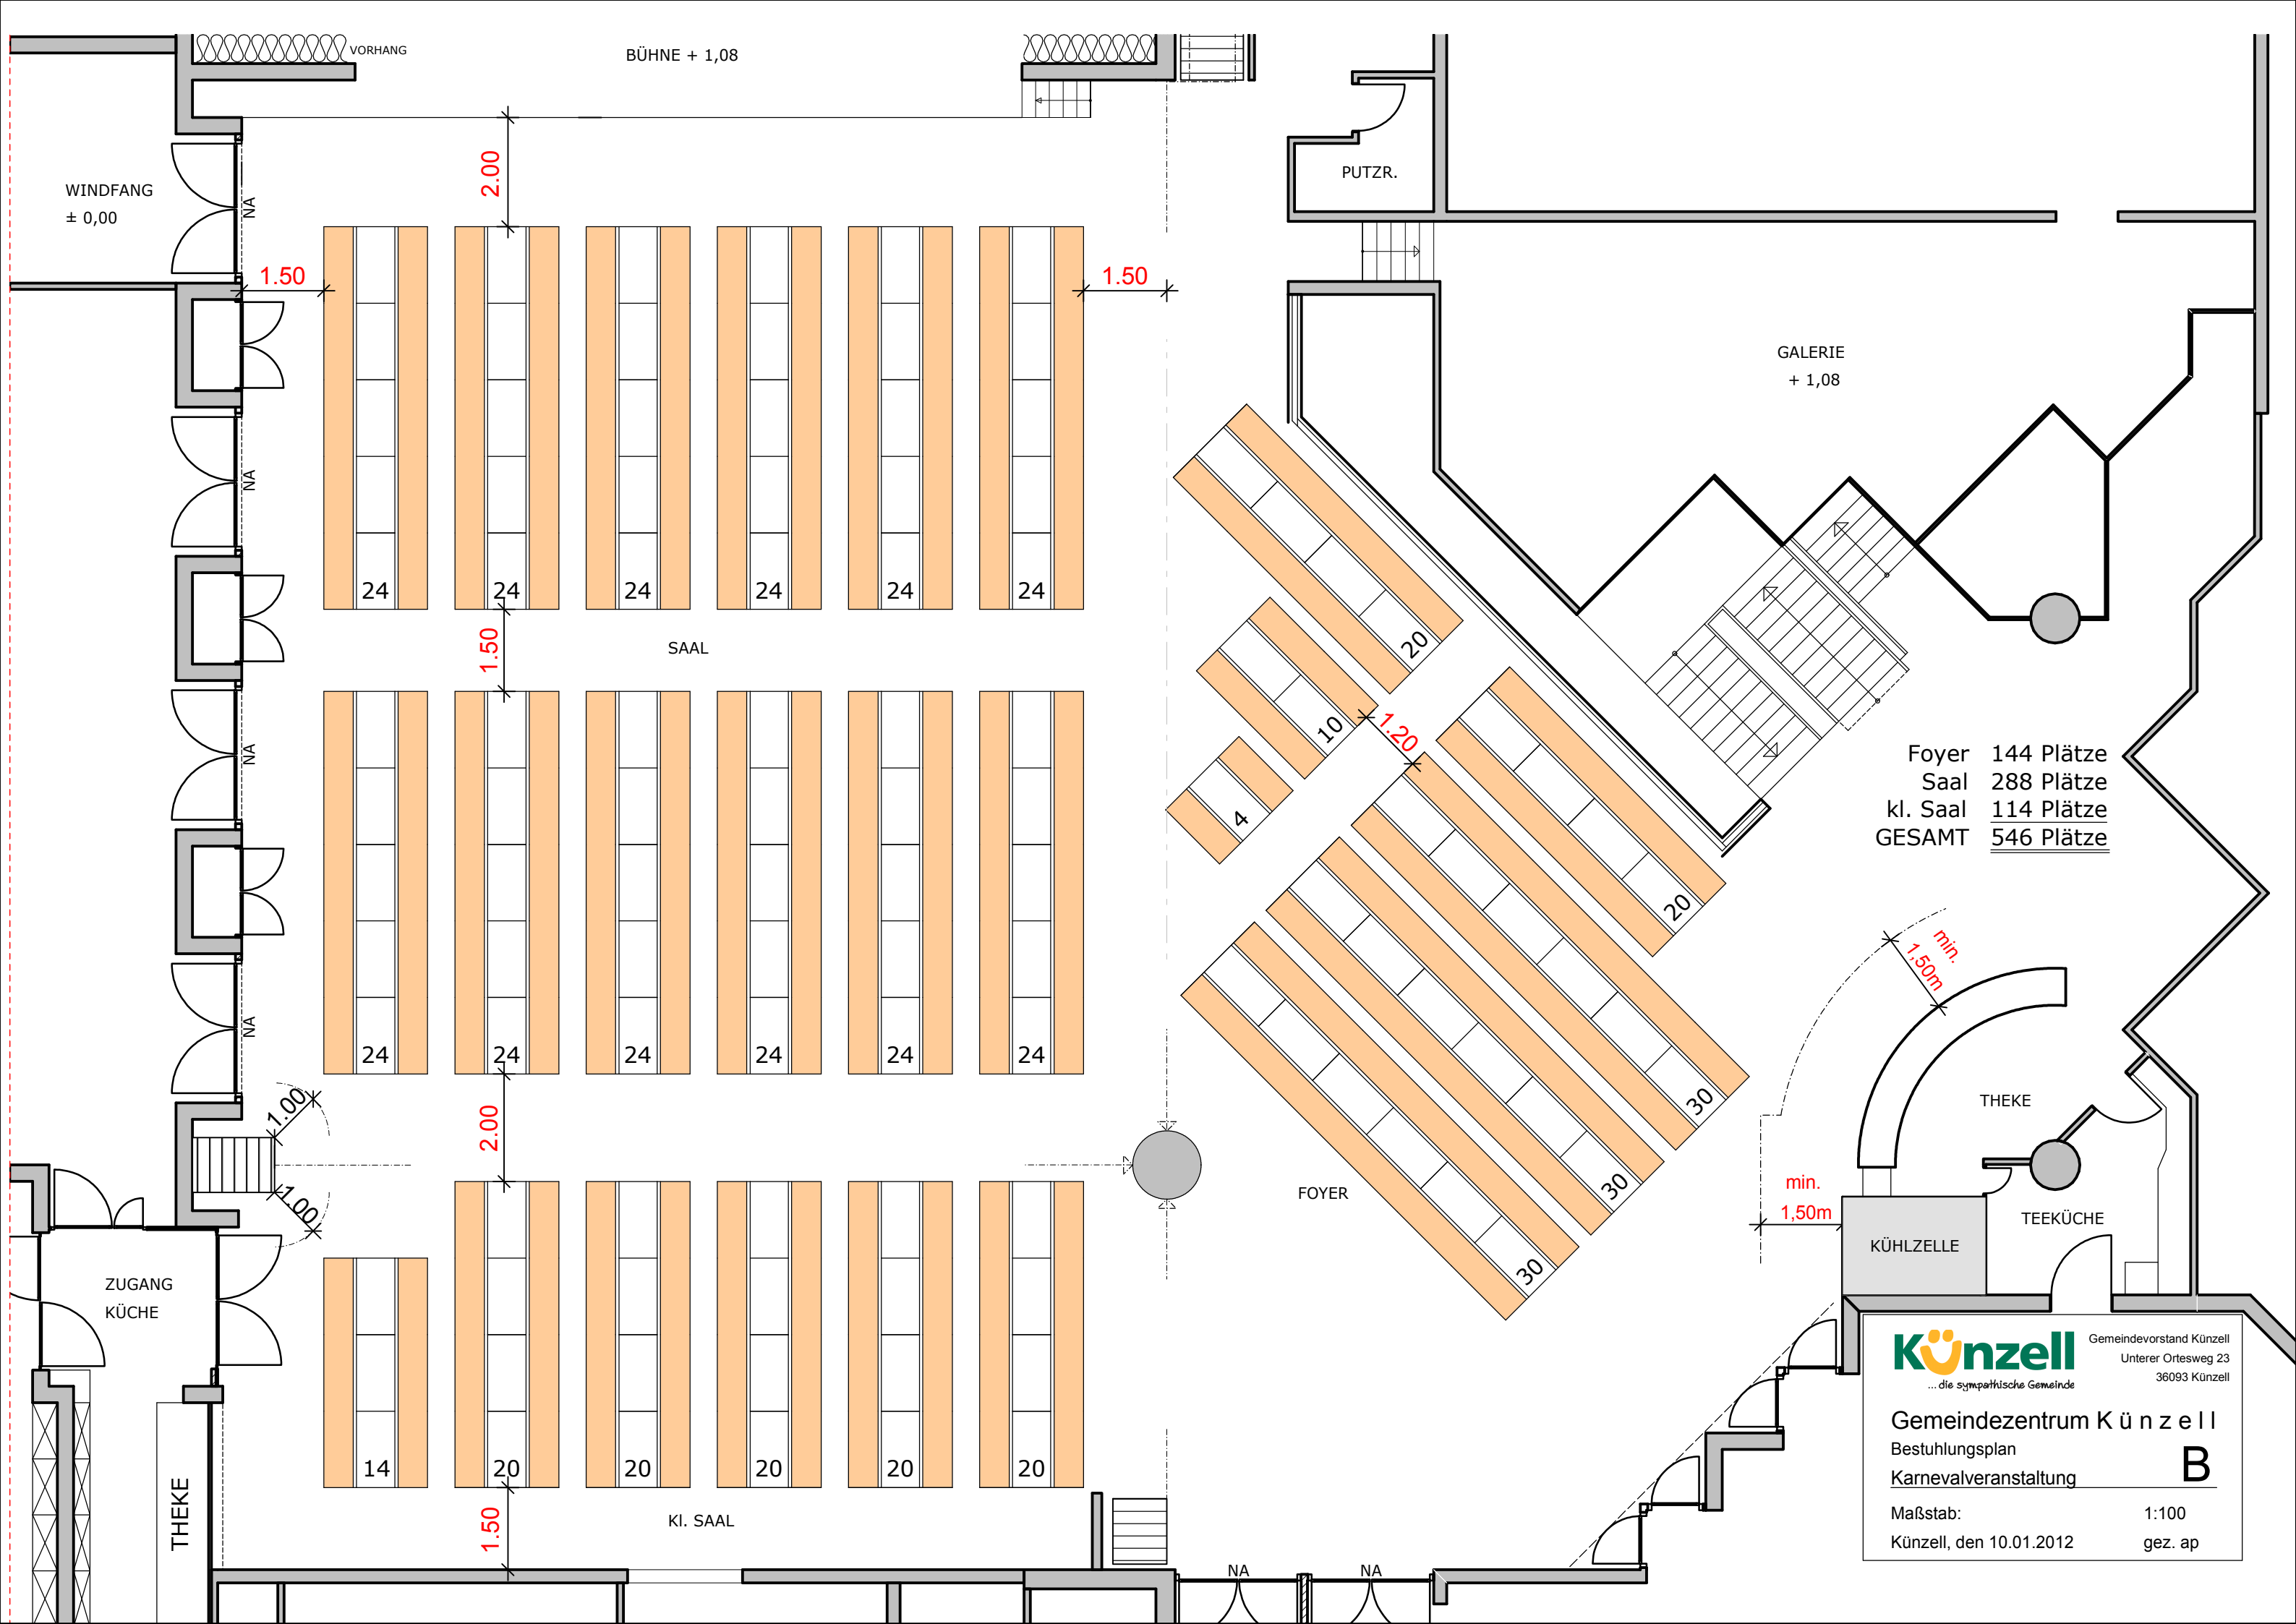 VORHANG
BÜHNE + 1,08
WINDFANG
± 0,00
NA
2.00
PUTZR.
1.50
1.50
GALERIE
+ 1,08
NA
24 24 24 24 24 24
1.50
SAAL
20
10
1.20
4
NA
20
Foyer 144 Plätze
Saal 288 Plätze
kl. Saal 114 Plätze
GESAMT 546 Plätze
min.
1,50m
NA
24 24 24 24 24 24
1.00
2.00
1.00
30
30
30
FOYER
THEKE
min.
1,50m
TEEKÜCHE
KÜHLZELLE
ZUGANG
KÜCHE
14 20 20 20 20 20
THEKE
1.50
Kl. SAAL
NA NA
Künzell
... die sympathische Gemeinde
Gemeindevorstand Künzell
Unterer Ortesweg 23
36093 Künzell
Gemeindezentrum K ü n z e l l
Bestuhlungsplan
Karnevalveranstaltung B
Maßstab: 1:100
Künzell, den 10.01.2012 gez. ap